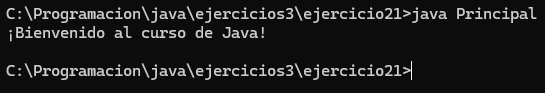 C:\Programacion\java\ejercicios3\ejercicio21>java Principal
¡Bienvenido al curso de Java!
C:\Programacion\java\ejercicios3\ejercicio21>